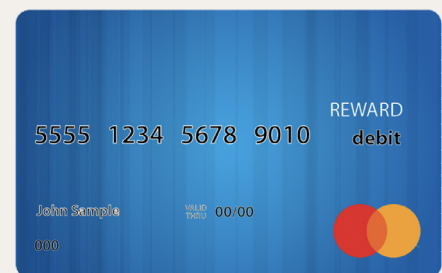 REWARD
5555 1234 5678 9010 debit
John Sample VALID THRU 00/00
000